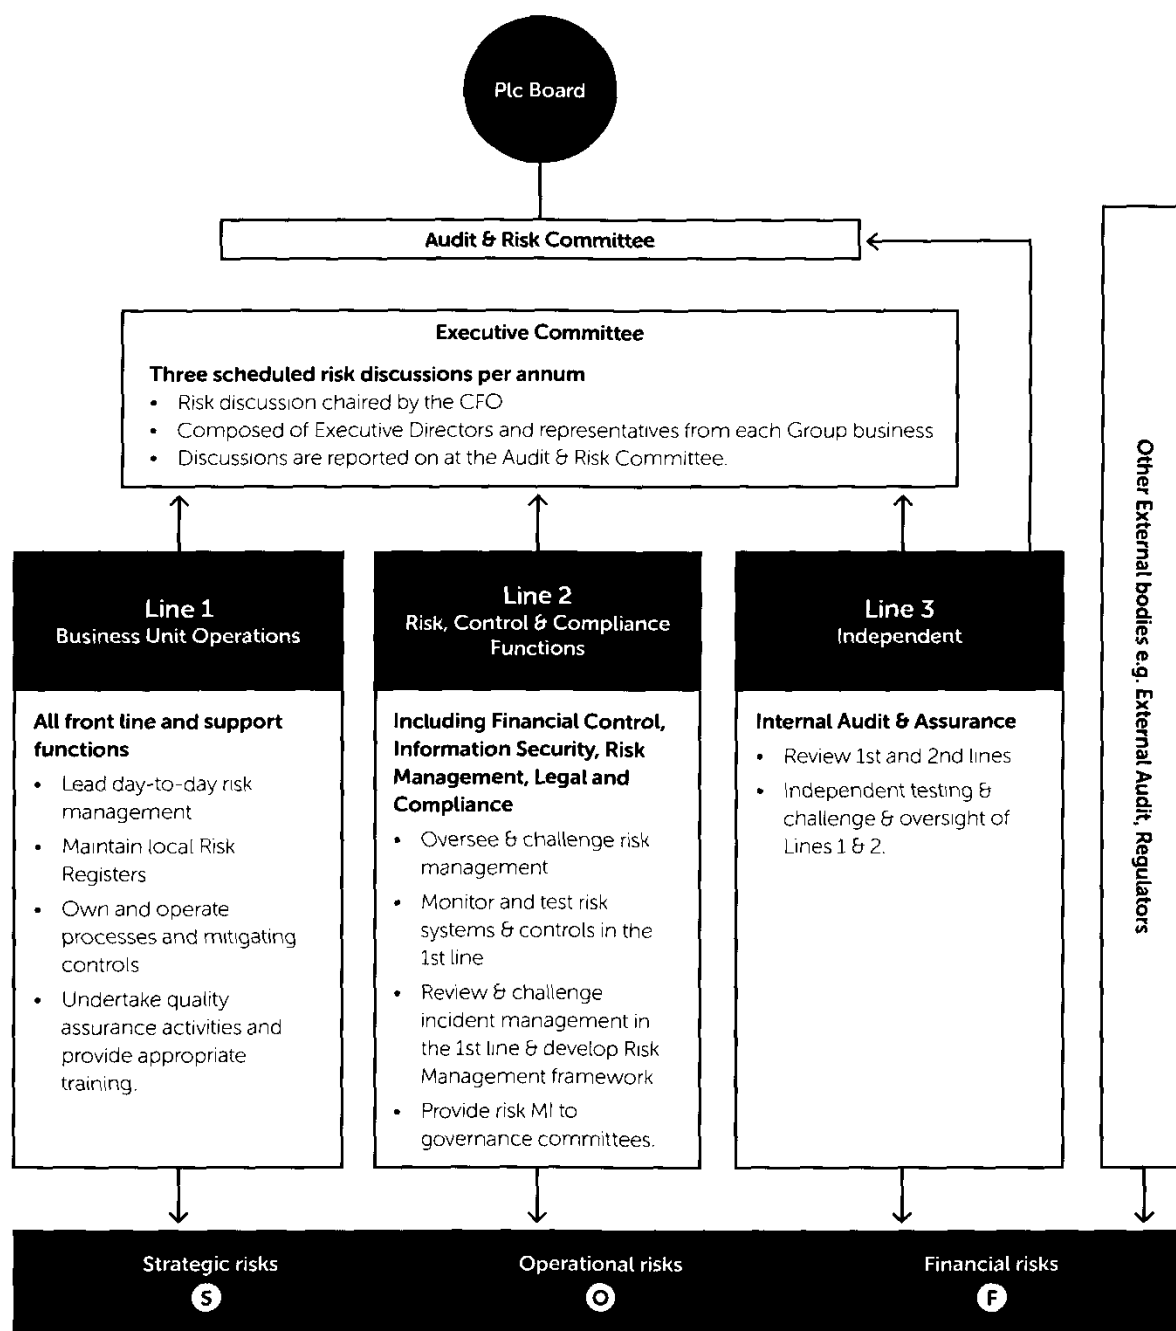 Plc Board
Audit & Risk Committee
Executive Committee
Three scheduled risk discussions per annum
• Risk discussion chaired by the CFO
• Composed of Executive Directors and representatives from each Group business
• Discussions are reported on at the Audit & Risk Committee.
Line 1
Business Unit Operations
All front line and support
functions
• Lead day-to-day risk
management
• Maintain local Risk
Registers
• Own and operate
processes and mitigating
controls
• Undertake quality
assurance activities and
provide appropriate
training.
Line 2
Risk, Control & Compliance
Functions
Including Financial Control,
Information Security, Risk
Management, Legal and
Compliance
• Oversee & challenge risk
management
• Monitor and test risk
systems & controls in the
1st line
• Review & challenge
incident management in
the 1st line & develop Risk
Management framework
• Provide risk MI to
governance committees.
Line 3
Independent
Internal Audit & Assurance
• Review 1st and 2nd lines
• Independent testing &
challenge & oversight of
Lines 1 & 2.
Other External bodies e.g. External Audit, Regulators
Strategic risks
S
Operational risks
O
Financial risks
F